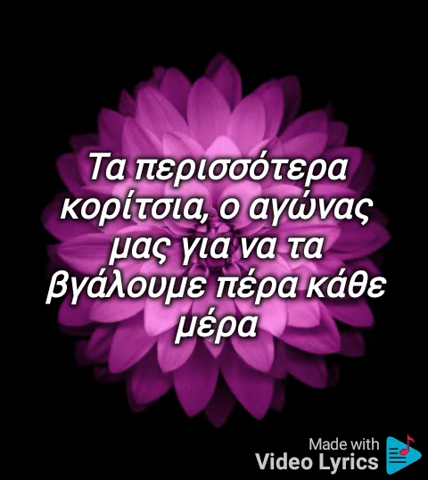 Τα περισσότερα
κορίτσια, ο αγώνας
μας για να τα
βγάλουμε πέρα κάθε
μέρα
Made with
Video Lyrics